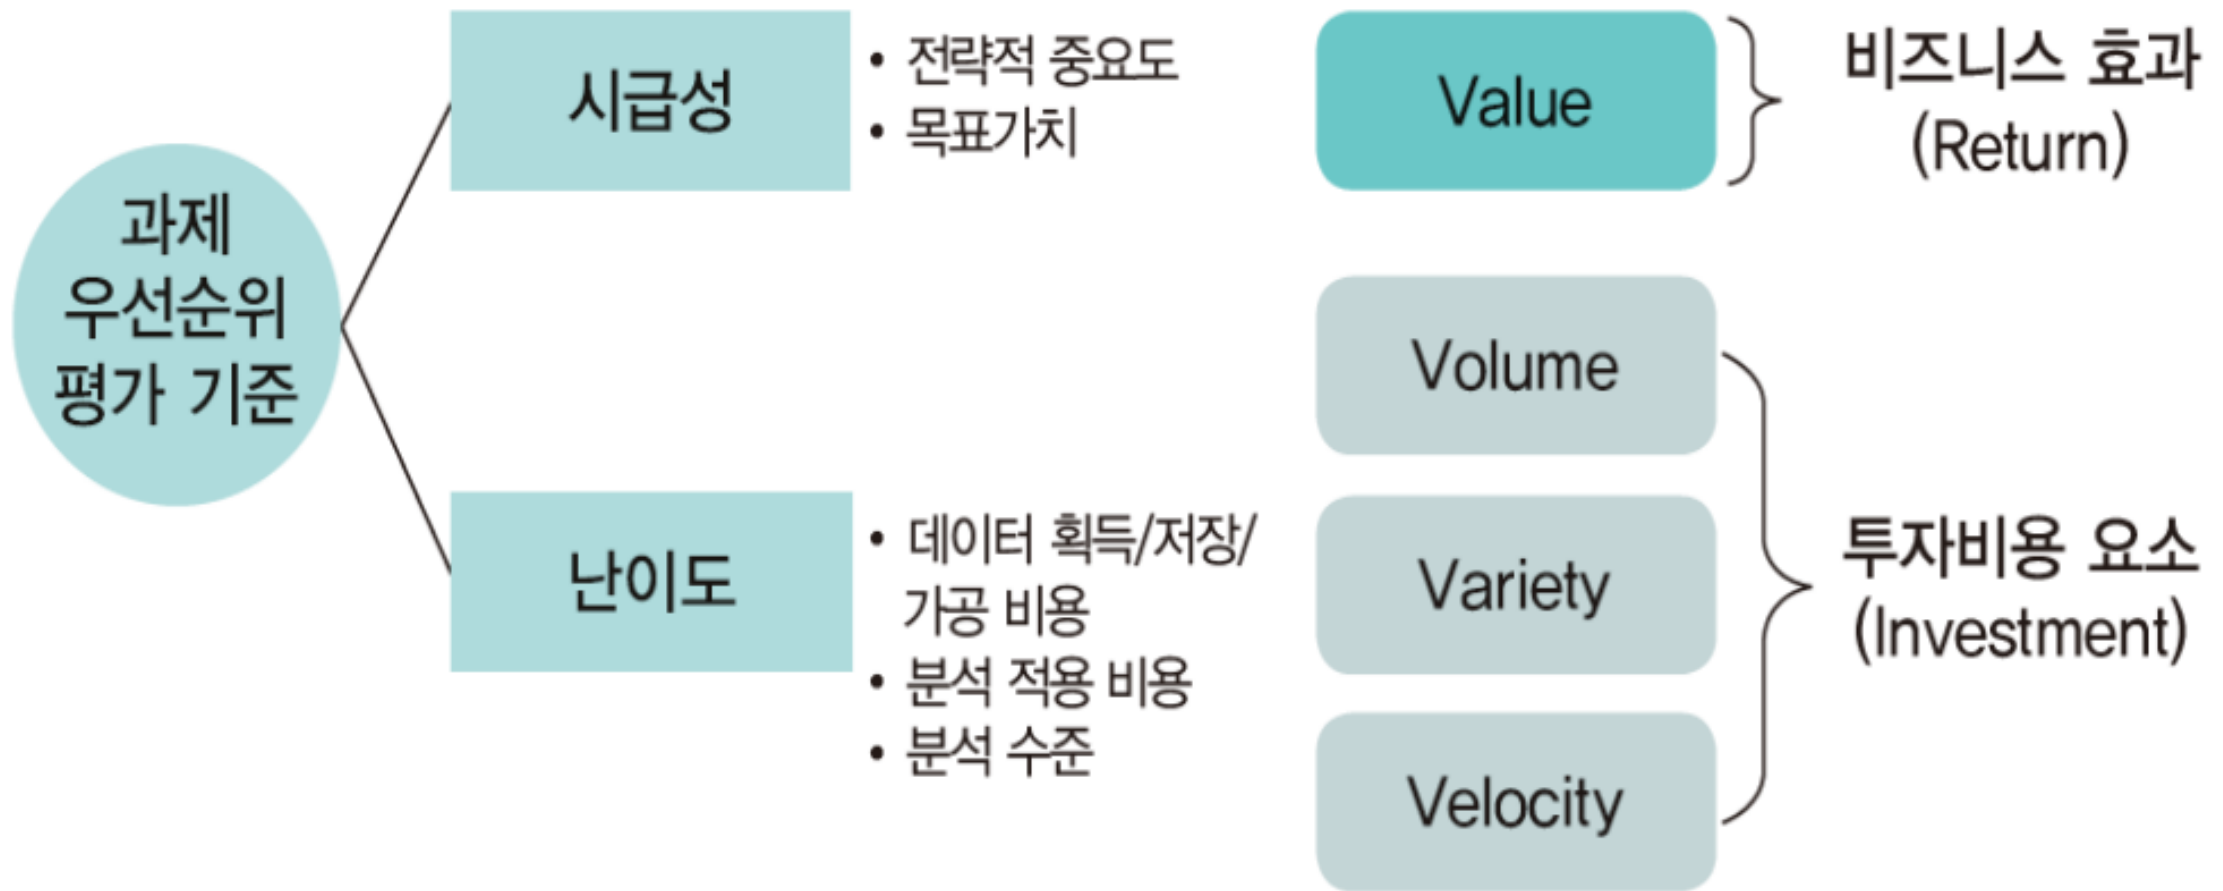 과제
우선순위
평가 기준
시급성
• 전략적 중요도
• 목표가치
Value
비즈니스 효과
(Return)
난이도
• 데이터 획득/저장/
가공 비용
• 분석 적용 비용
• 분석 수준
Volume
Variety
Velocity
투자비용 요소
(Investment)